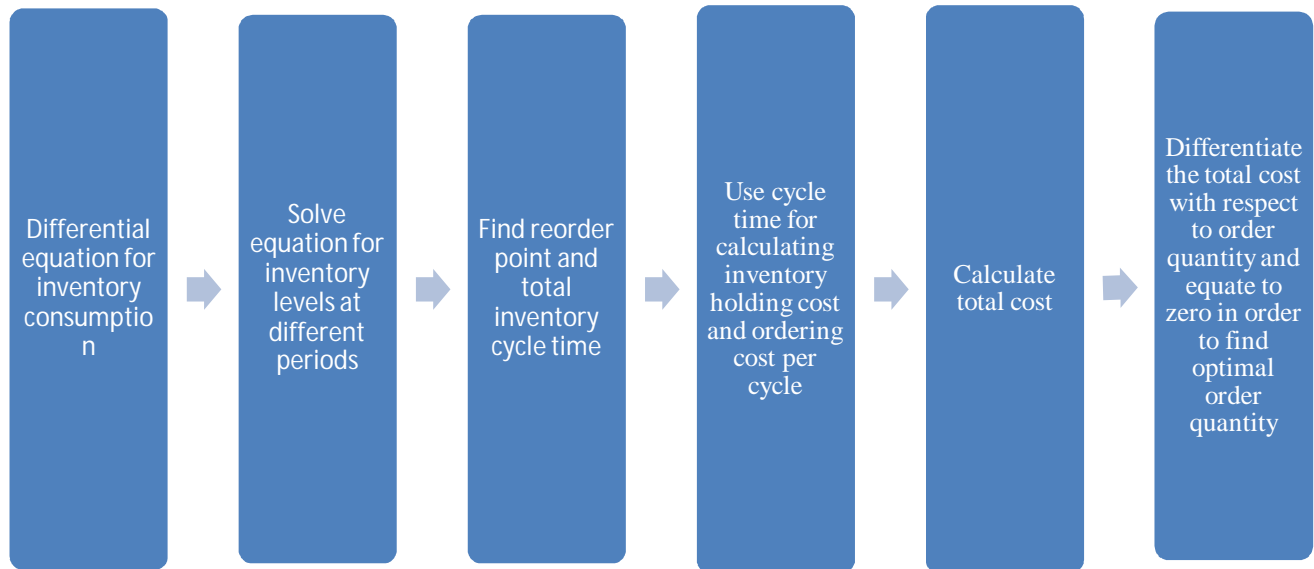 Differential
equation for
inventory
consumptio
n
Solve
equation for
inventory
levels at
different
periods
Find reorder
point and
total
inventory
cycle time
Use cycle
time for
calculating
inventory
holding cost
and ordering
cost per
cycle
Calculate
total cost
Differentiate
the total cost
with respect
to order
quantity and
equate to
zero in order
to find
optimal
order
quantity